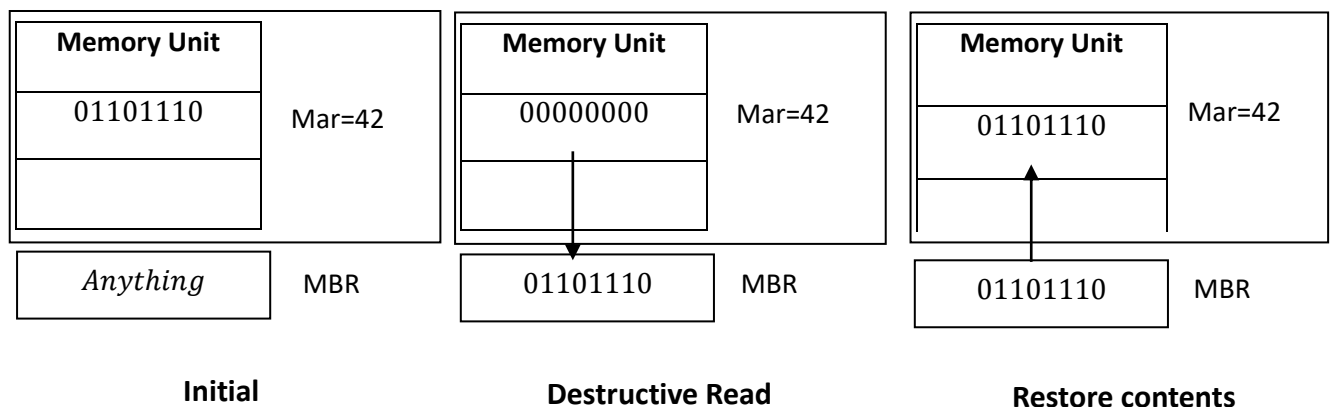 Memory Unit
01101110
Mar=42
Anything
MBR
Initial
Memory Unit
00000000
Mar=42
01101110
MBR
Destructive Read
Memory Unit
01101110
Mar=42
01101110
MBR
Restore contents